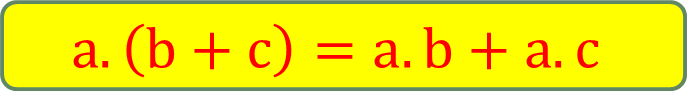 a.(b + c) = a.b + a.c